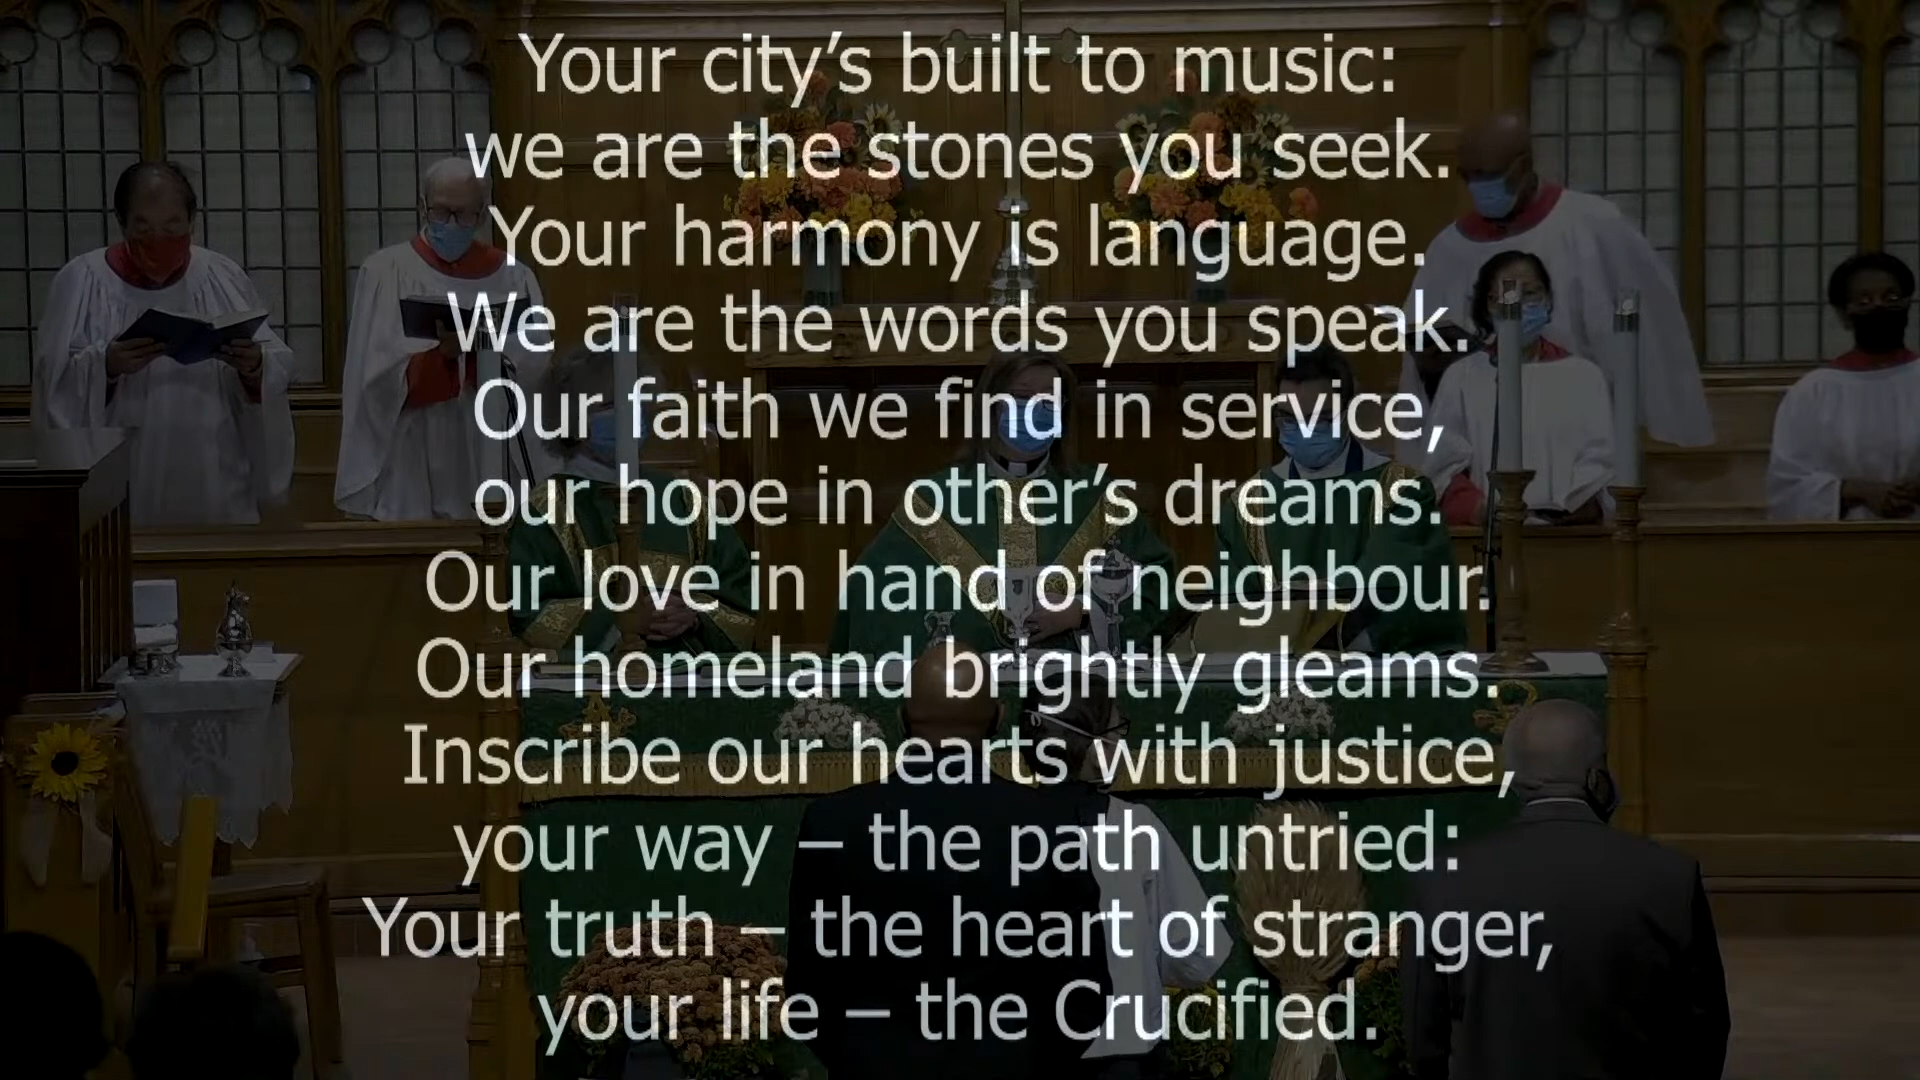 Your city’s built to music:
we are the stones you seek.
Your harmony is language.
We are the words you speak.
Our faith we find in service,
our hope in other’s dreams.
Our love in hand of neighbour.
Our homeland brightly gleams.
Inscribe our hearts with justice,
your way – the path untried:
Your truth – the heart of stranger,
your life – the Crucified.